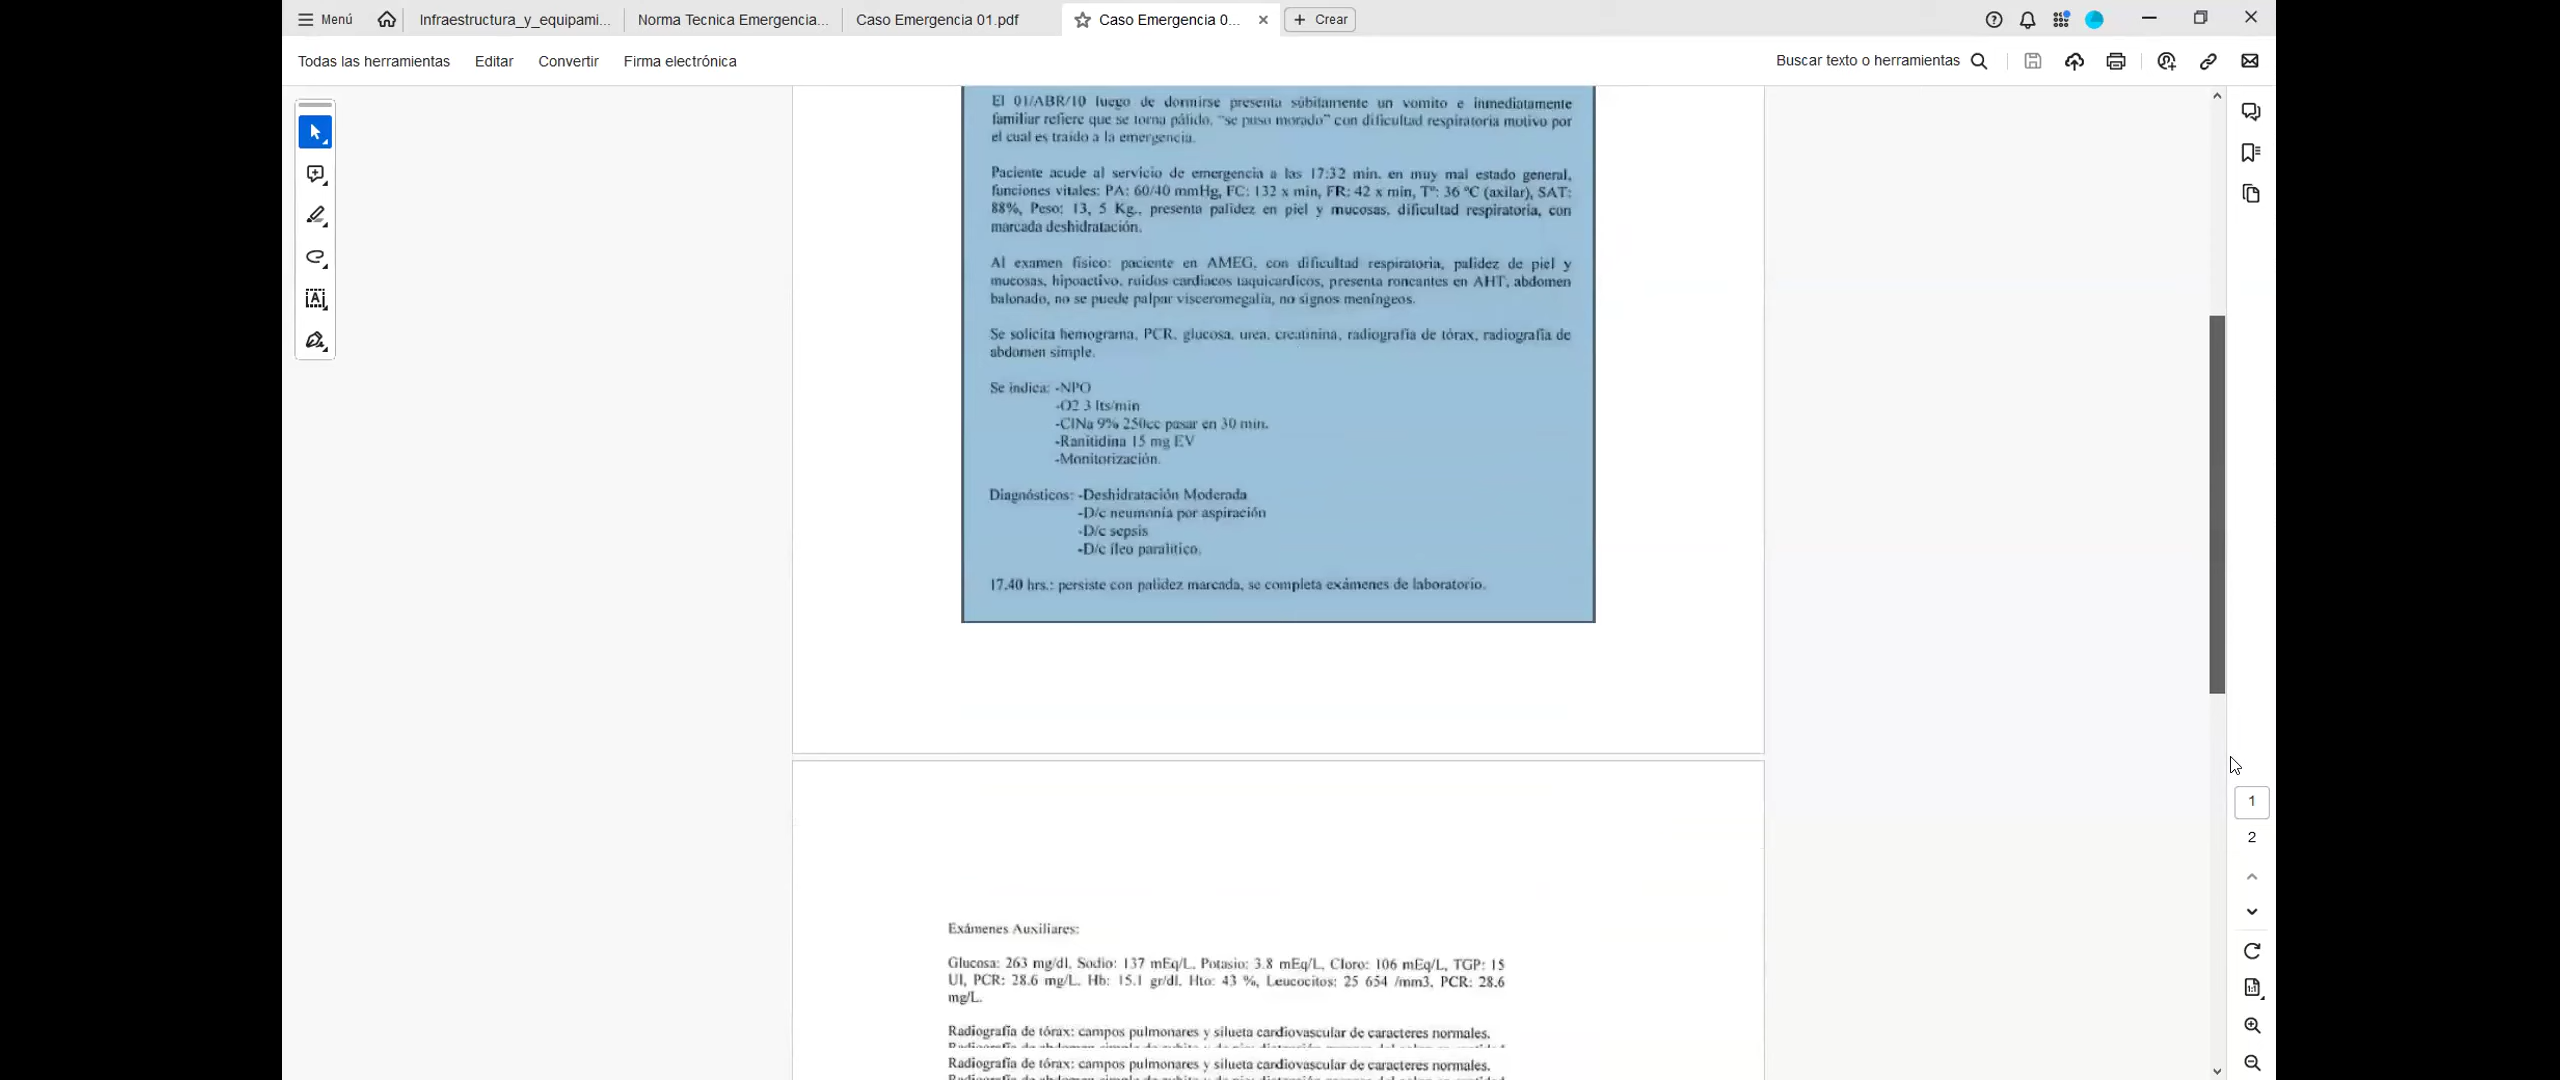 Menú
Infraestructura_y_equipami...
Norma Tecnica Emergencia...
Caso Emergencia 01.pdf
Caso Emergencia 0...
Crear
Todas las herramientas
Editar
Convertir
Firma electrónica
Buscar texto o herramientas
El 01/ABR/10 luego de dormirse presenta súbitamente un vomito e inmediatamente
familiar refiere que se torna pálido, "se puso morado" con dificultad respiratoria motivo por
el cual es traído a la emergencia.
Paciente acude al servicio de emergencia a las 17:32 min. en muy mal estado general,
funciones vitales: PA: 60/40 mmHg, FC: 132 x min, FR: 42 x min, Tº: 36 ºC (axilar), SAT:
88%, Peso: 13, 5 Kg., presenta palidez en piel y mucosas, dificultad respiratoria, con
marcada deshidratación.
Al examen físico: paciente en AMEG, con dificultad respiratoria, palidez de piel y
mucosas, hipoactivo, ruidos cardiacos taquicardicos, presenta roncantes en AHT, abdomen
balonado, no se puede palpar visceromegalia, no signos meníngeos.
Se solicita hemograma, PCR, glucosa, urea, creatinina, radiografía de tórax, radiografía de
abdomen simple.
Se indica: -NPO
-O2 3 lts/min
-ClNa 9% 250cc pasar en 30 min.
-Ranitidina 15 mg EV
-Monitorización.
Diagnósticos: -Deshidratación Moderada
-D/c neumonía por aspiración
-D/c sepsis
-D/c íleo paralítico.
17.40 hrs.: persiste con palidez marcada, se completa exámenes de laboratorio.
1
2
Exámenes Auxiliares:
Glucosa: 263 mg/dl, Sodio: 137 mEq/L, Potasio: 3.8 mEq/L, Cloro: 106 mEq/L, TGP: 15
UI, PCR: 28.6 mg/L. Hb: 15.1 gr/dl. Hto: 43 %, Leucocitos: 25 654 /mm3, PCR: 28.6
mg/L.
Radiografía de tórax: campos pulmonares y silueta cardiovascular de caracteres normales.
Radiografía de tórax: campos pulmonares y silueta cardiovascular de caracteres normales.